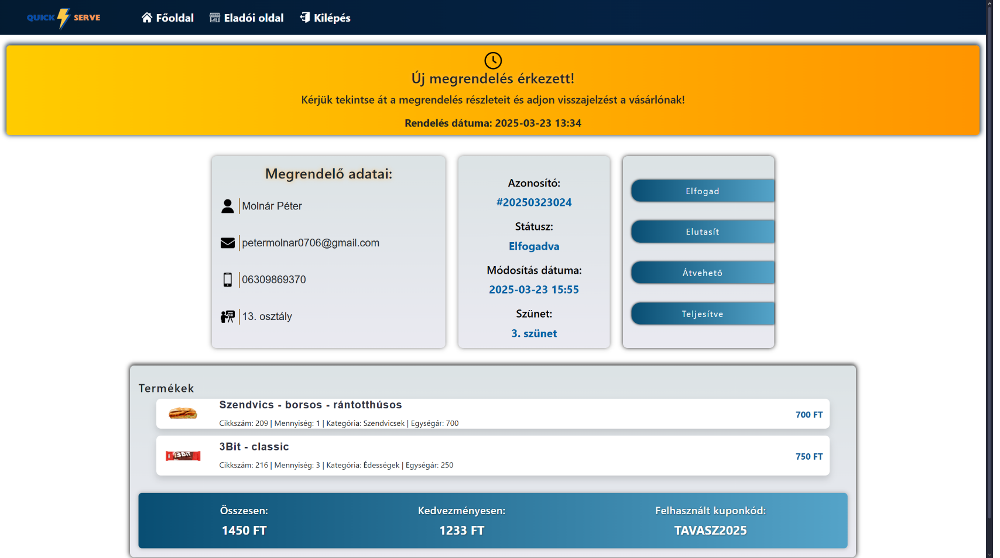 QUICK SERVE
Főoldal
Eladói oldal
Kilépés
Új megrendelés érkezett!
Kérjük tekintse át a megrendelés részleteit és adjon visszajelzést a vásárlónak!
Rendelés dátuma: 2025-03-23 13:34
Megrendelő adatai:
Molnár Péter
petermolnar0706@gmail.com
06309869370
13. osztály
Azonosító:
#20250323024
Státusz:
Elfogadva
Módosítás dátuma:
2025-03-23 15:55
Szünet:
3. szünet
Elfogad
Elutasít
Átvehető
Teljesítve
Termékek
Szendvics - borsos - rántotthúsos
Cikkszám: 209 | Mennyiség: 1 | Kategória: Szendvicsek | Egységár: 700
700 FT
3BiT
3Bit - classic
Cikkszám: 216 | Mennyiség: 3 | Kategória: Édességek | Egységár: 250
750 FT
Összesen:
1450 FT
Kedvezményesen:
1233 FT
Felhasznált kuponkód:
TAVASZ2025